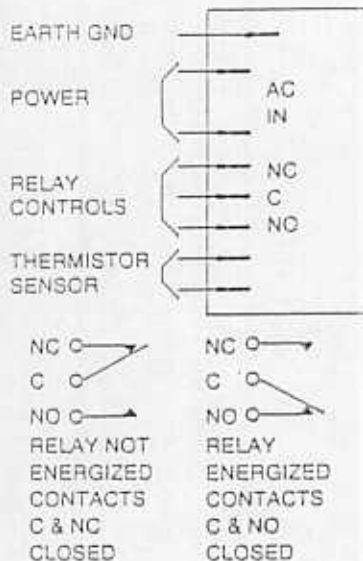 EARTH GND
POWER
AC
IN
RELAY
CONTROLS
NC
C
NO
THERMISTOR
SENSOR
NC
C
NO
RELAY NOT
ENERGIZED
CONTACTS
C & NC
CLOSED
NC
C
NO
RELAY
ENERGIZED
CONTACTS
C & NO
CLOSED